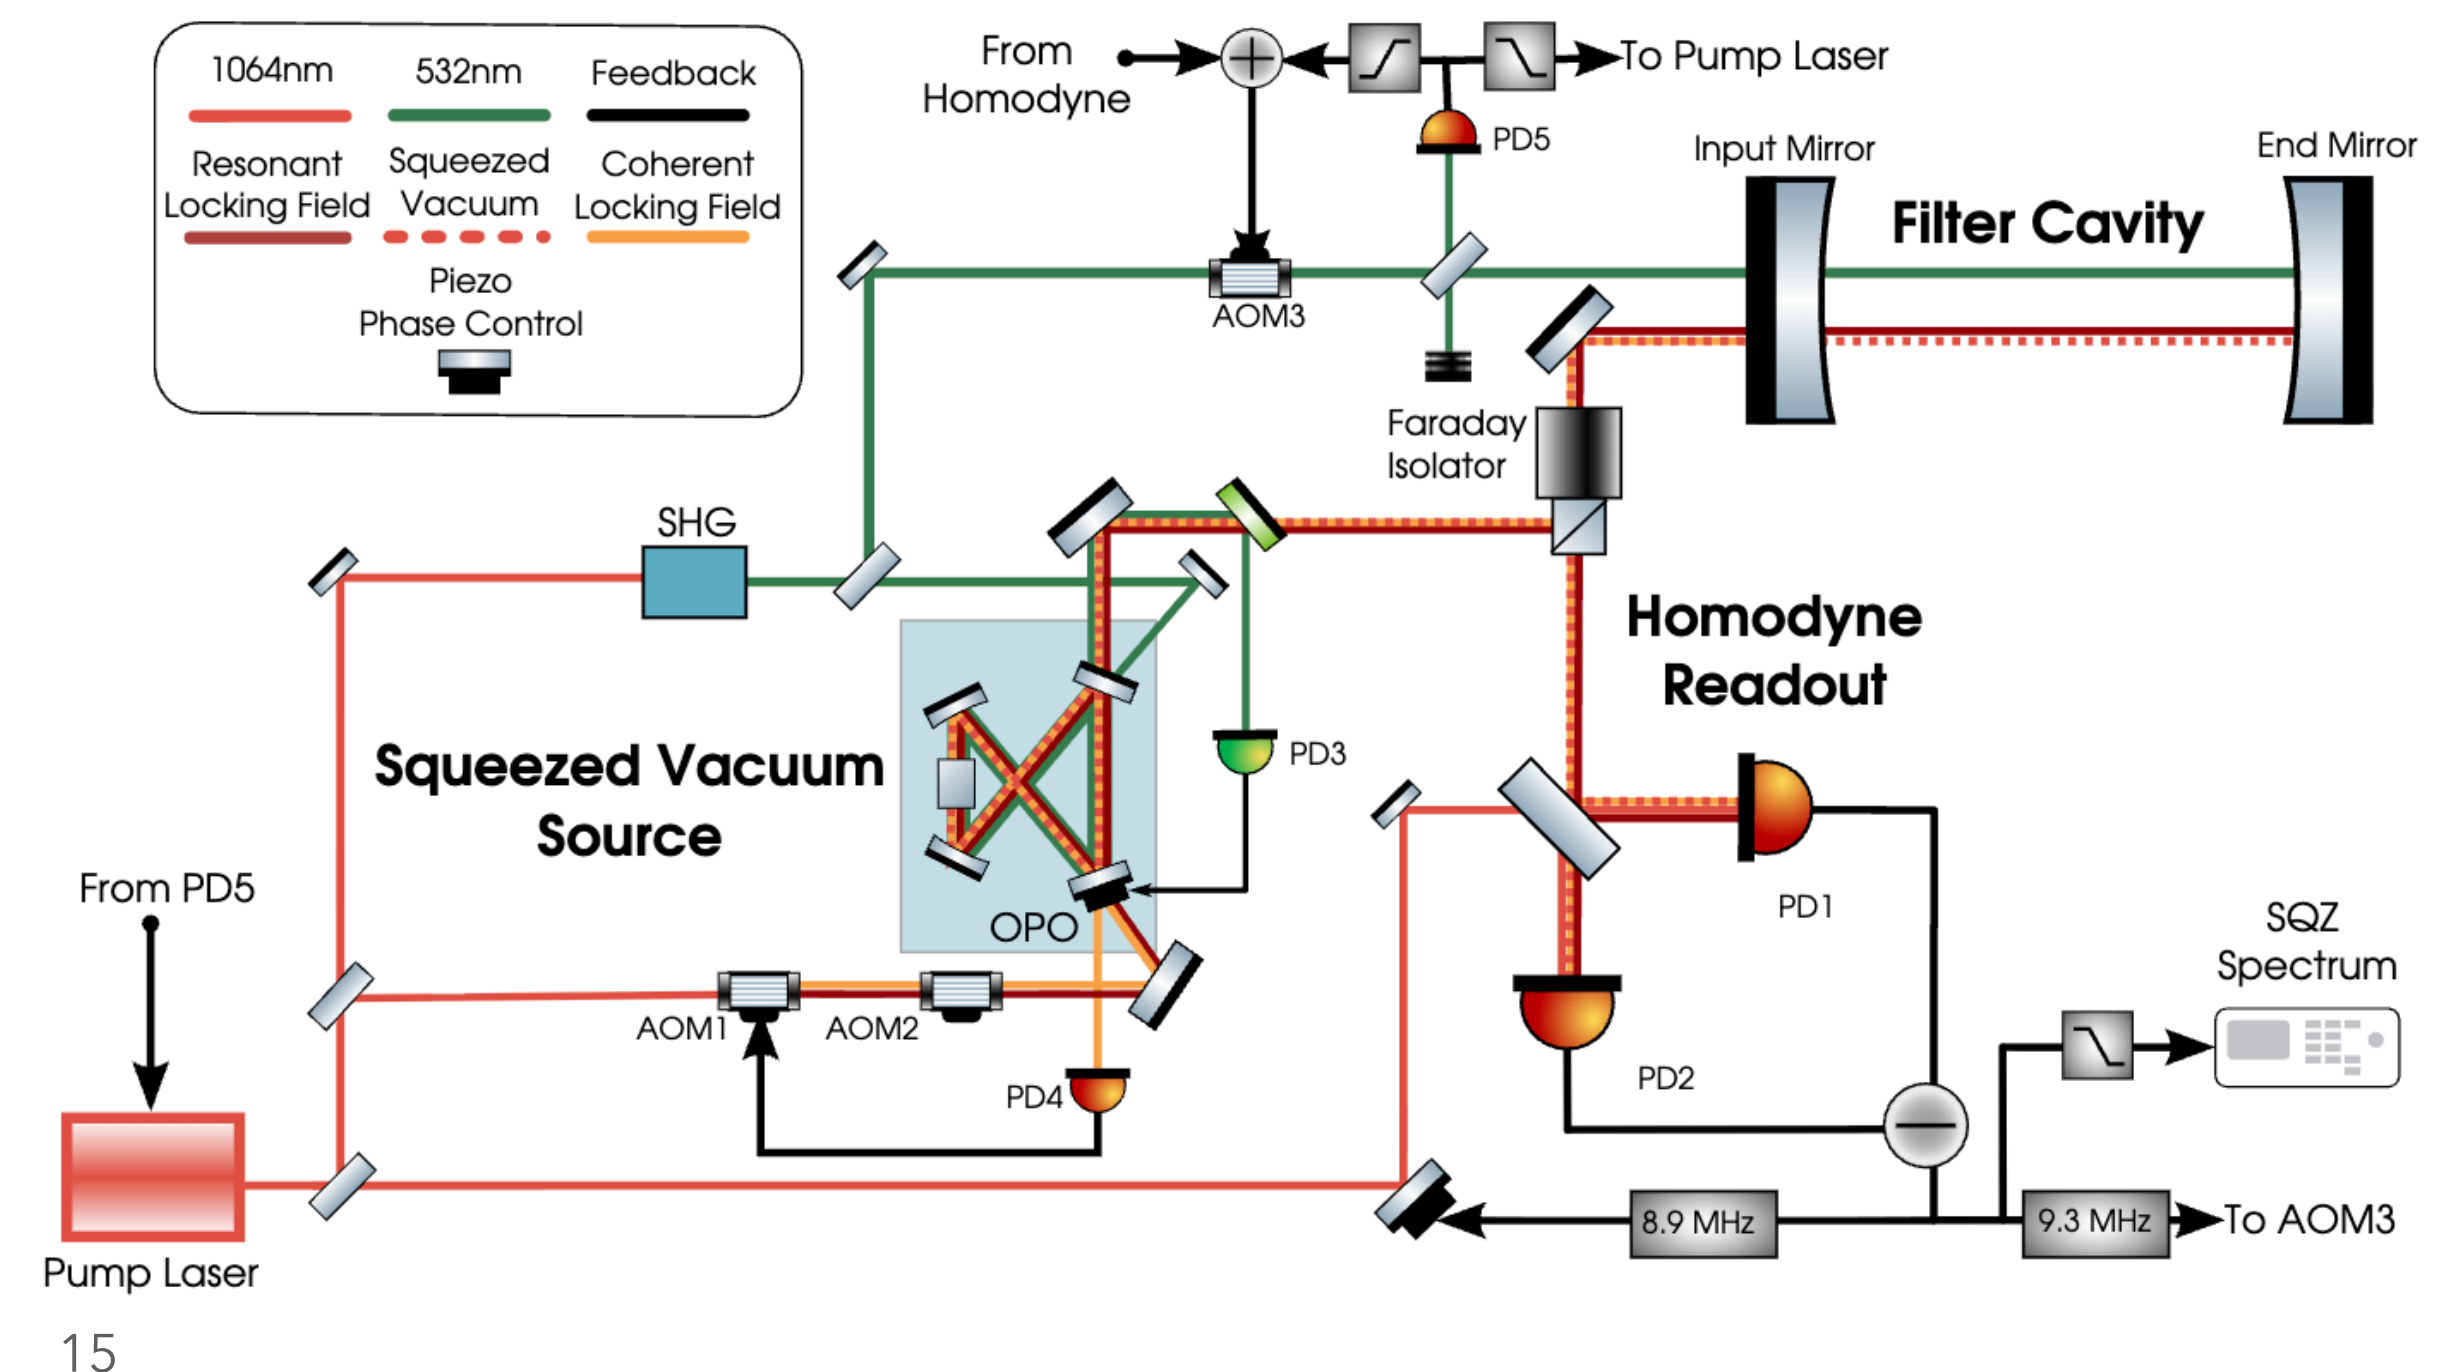 1064nm
532nm
Feedback
Resonant
Locking Field
Squeezed
Vacuum
Coherent
Locking Field
Piezo
Phase Control
From
Homodyne
To Pump Laser
PD5
AOM3
Input Mirror
End Mirror
Filter Cavity
Faraday
Isolator
SHG
Homodyne
Readout
Squeezed Vacuum
Source
PD3
OPO
From PD5
AOM1
AOM2
PD4
PD1
PD2
SQZ
Spectrum
Pump Laser
8.9 MHz
9.3 MHz
To AOM3
15